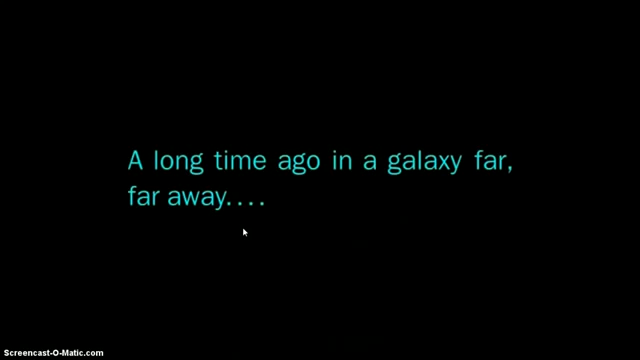 A long time ago in a galaxy far,
far away....
Screencast-O-Matic.com